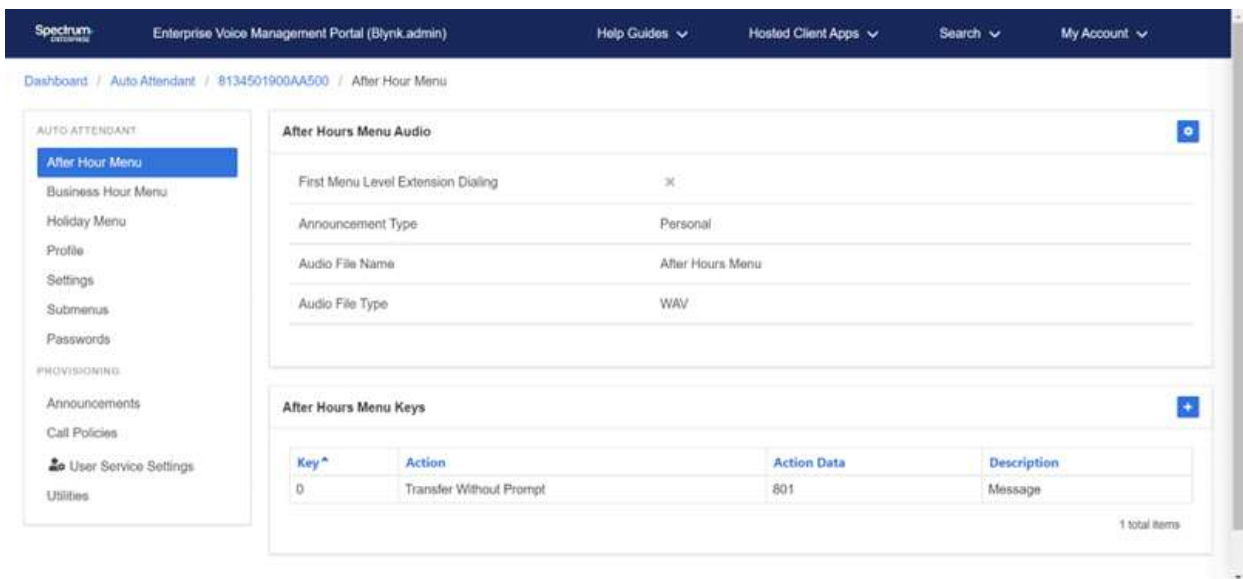 Spectrum ENTERPRISE
Enterprise Voice Management Portal (Blynk.admin)
Help Guides
Hosted Client Apps
Search
My Account
Dashboard / Auto Attendant / 8134501900AA500 / After Hour Menu
AUTO ATTENDANT
After Hour Menu
Business Hour Menu
Holiday Menu
Profile
Settings
Submenus
Passwords
PROVISIONING
Announcements
Call Policies
User Service Settings
Utilities
After Hours Menu Audio
First Menu Level Extension Dialing
Announcement Type Personal
Audio File Name After Hours Menu
Audio File Type WAV
After Hours Menu Keys
Key Action Action Data Description
0 Transfer Without Prompt 801 Message
1 total items